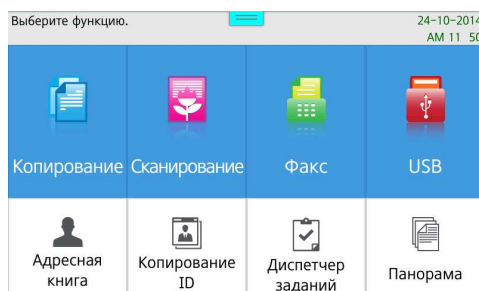 Выберите функцию.
24-10-2014
AM 11 50
Копирование
Сканирование
Факс
USB
Адресная
книга
Копирование
ID
Диспетчер
заданий
Панорама